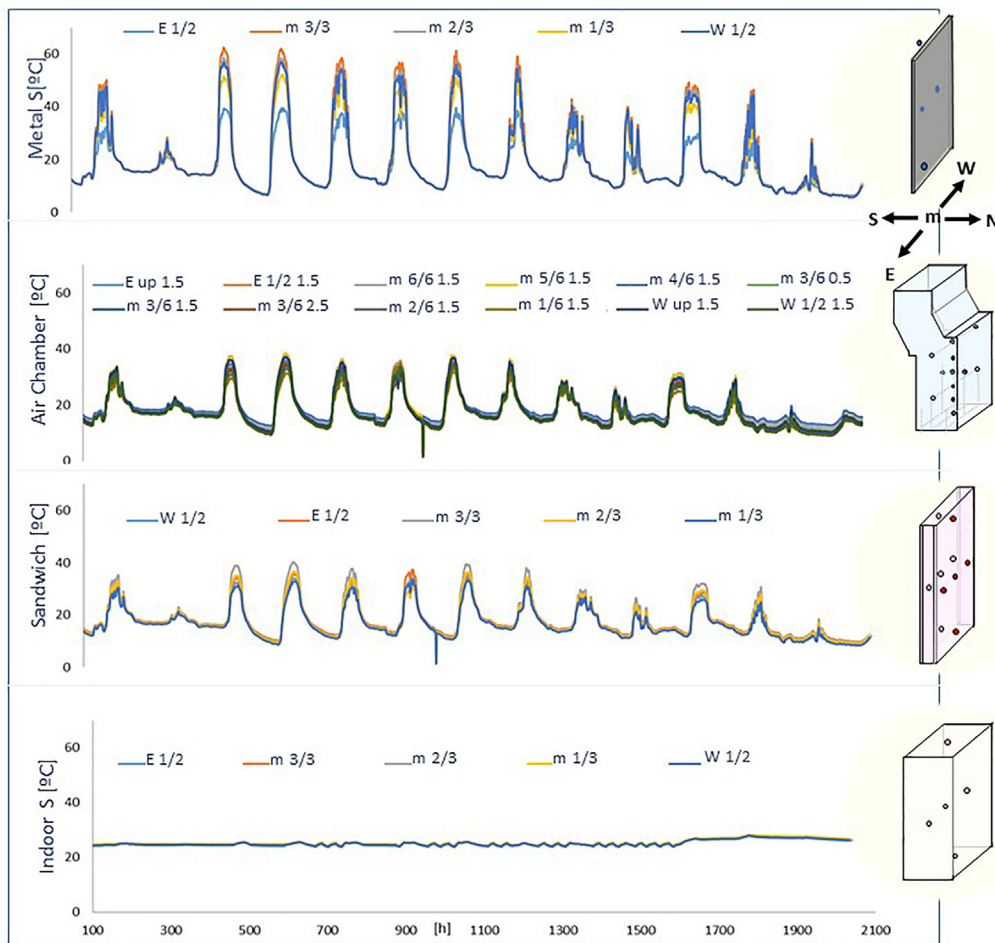 E 1/2 m 3/3 m 2/3 m 1/3 W 1/2
Metal S[ºC]
60
40
20
0
W
S m N
E
E up 1.5 E 1/2 1.5 m 6/6 1.5 m 5/6 1.5 m 4/6 1.5 m 3/6 0.5
m 3/6 1.5 m 3/6 2.5 m 2/6 1.5 m 1/6 1.5 W up 1.5 W 1/2 1.5
Air Chamber [ºC]
60
40
20
0
W 1/2 E 1/2 m 3/3 m 2/3 m 1/3
Sandwich [ºC]
60
40
20
0
E 1/2 m 3/3 m 2/3 m 1/3 W 1/2
Indoor S [ºC]
60
40
20
0
100 300 500 700 900 [h] 1100 1300 1500 1700 1900 2100